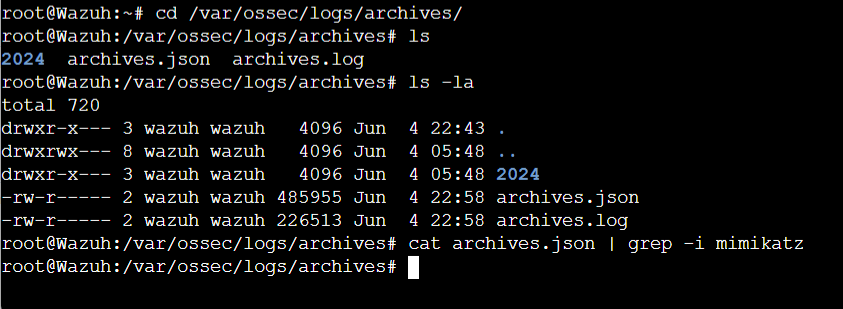 root@Wazuh:~# cd /var/ossec/logs/archives/
root@Wazuh:/var/ossec/logs/archives# ls
2024  archives.json  archives.log
root@Wazuh:/var/ossec/logs/archives# ls -la
total 720
drwxr-x--- 3 wazuh wazuh   4096 Jun  4 22:43 .
drwxrwx--- 8 wazuh wazuh   4096 Jun  4 05:48 ..
drwxr-x--- 3 wazuh wazuh   4096 Jun  4 05:48 2024
-rw-r----- 2 wazuh wazuh 485955 Jun  4 22:58 archives.json
-rw-r----- 2 wazuh wazuh 226513 Jun  4 22:58 archives.log
root@Wazuh:/var/ossec/logs/archives# cat archives.json | grep -i mimikatz
root@Wazuh:/var/ossec/logs/archives#